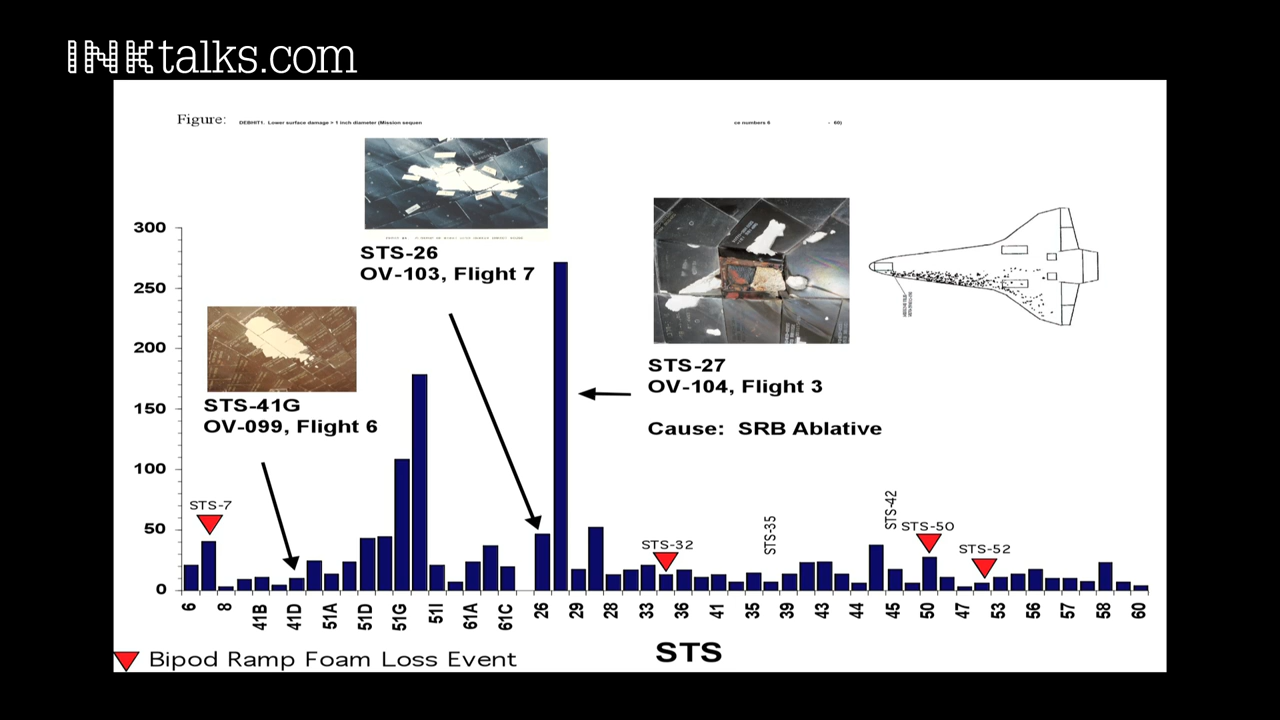 INKtalks.com
Figure: DEBHIT1. Lower surface damage > 1 inch diameter (Mission sequen ce numbers 6 - 60)
STS-26
OV-103, Flight 7
STS-41G
OV-099, Flight 6
STS-27
OV-104, Flight 3
Cause: SRB Ablative
300
250
200
150
100
50
0
STS-7
STS-32
STS-35
STS-42
STS-50
STS-52
6 8 41B 41D 51A 51D 51G 51I 61A 61C 26 29 28 33 36 41 35 39 43 44 45 50 47 53 56 57 58 60
STS
Bipod Ramp Foam Loss Event